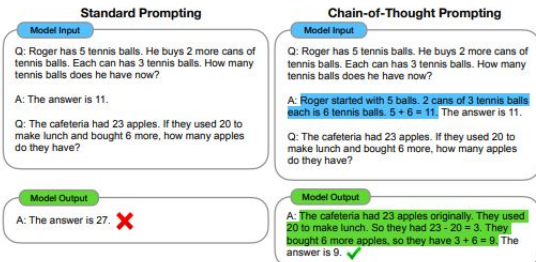 Standard Prompting
Model Input
Q: Roger has 5 tennis balls. He buys 2 more cans of
tennis balls. Each can has 3 tennis balls. How many
tennis balls does he have now?
A: The answer is 11.
Q: The cafeteria had 23 apples. If they used 20 to
make lunch and bought 6 more, how many apples
do they have?
Model Output
A: The answer is 27.
Chain-of-Thought Prompting
Model Input
Q: Roger has 5 tennis balls. He buys 2 more cans of
tennis balls. Each can has 3 tennis balls. How many
tennis balls does he have now?
A: Roger started with 5 balls. 2 cans of 3 tennis balls
each is 6 tennis balls. 5 + 6 = 11. The answer is 11.
Q: The cafeteria had 23 apples. If they used 20 to
make lunch and bought 6 more, how many apples
do they have?
Model Output
A: The cafeteria had 23 apples originally. They used
20 to make lunch. So they had 23 - 20 = 3. They
bought 6 more apples, so they have 3 + 6 = 9. The
answer is 9.